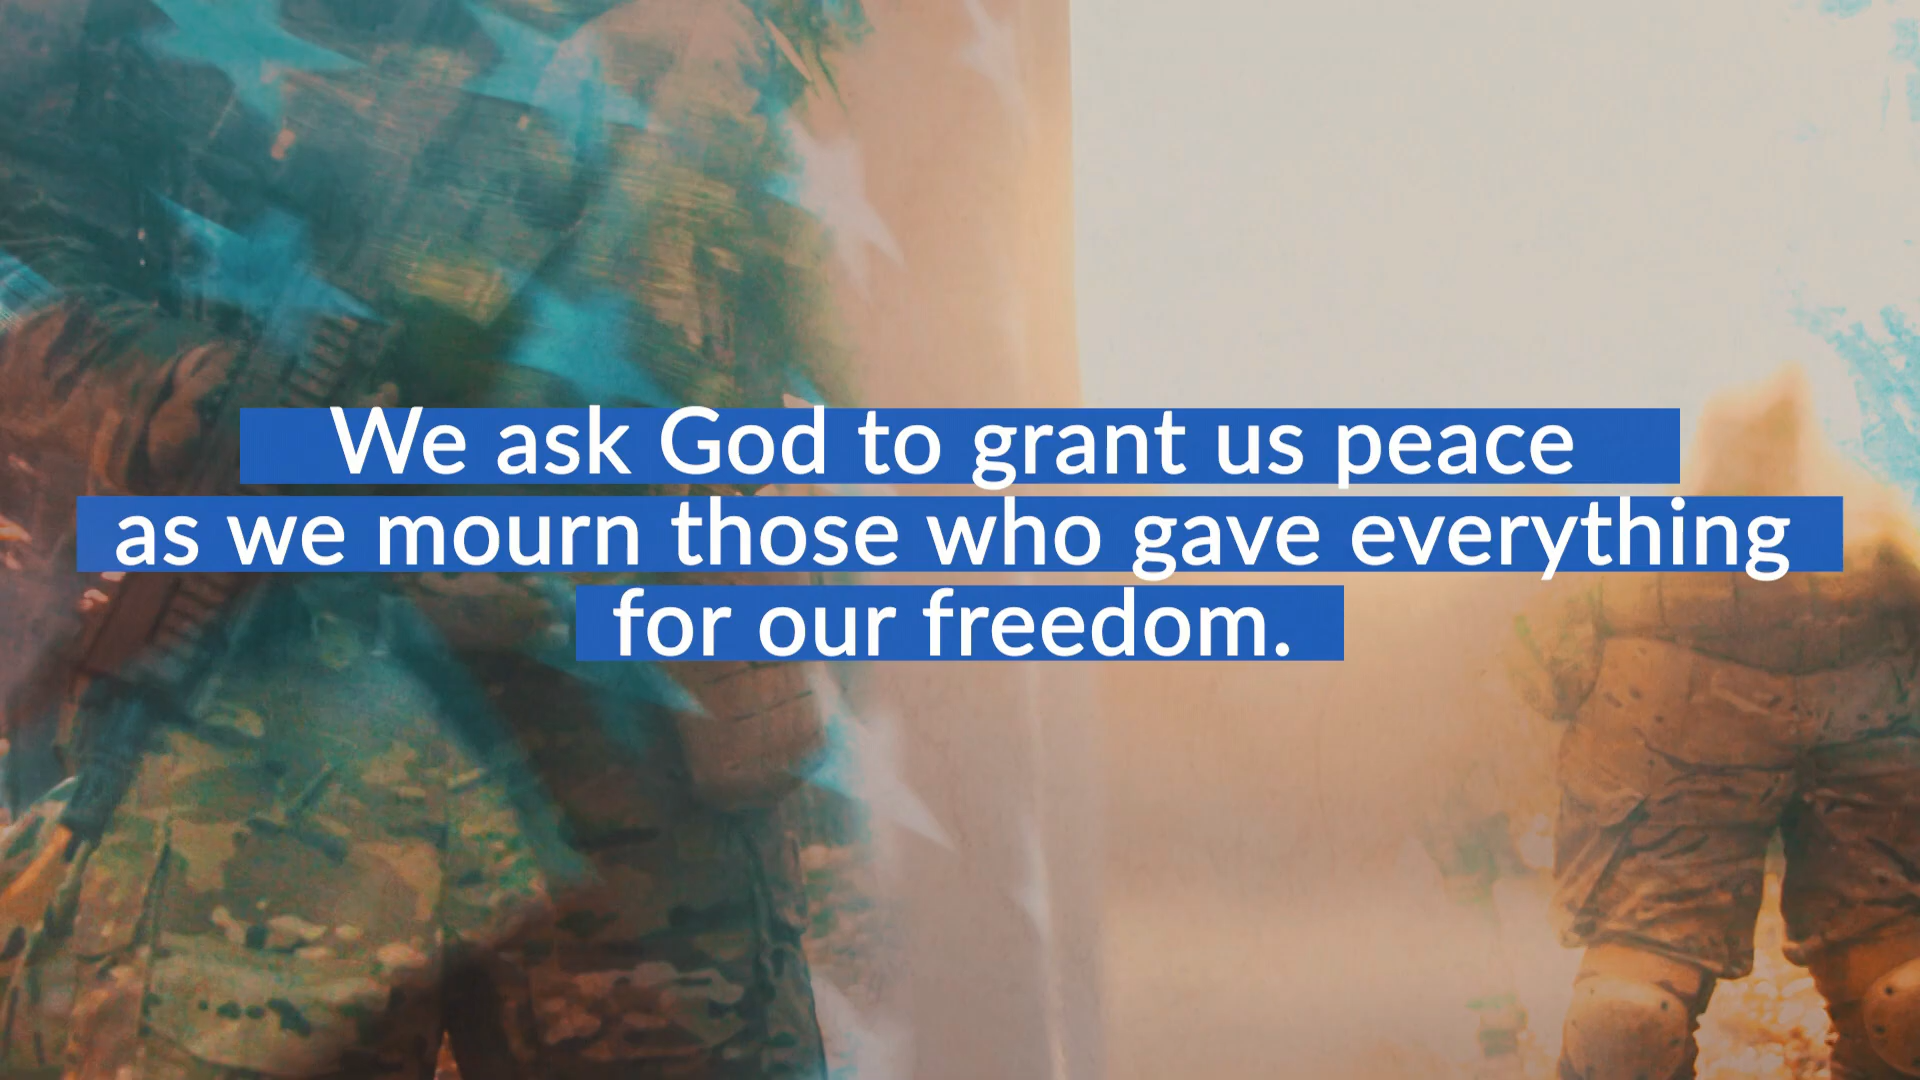 We ask God to grant us peace
as we mourn those who gave everything
for our freedom.